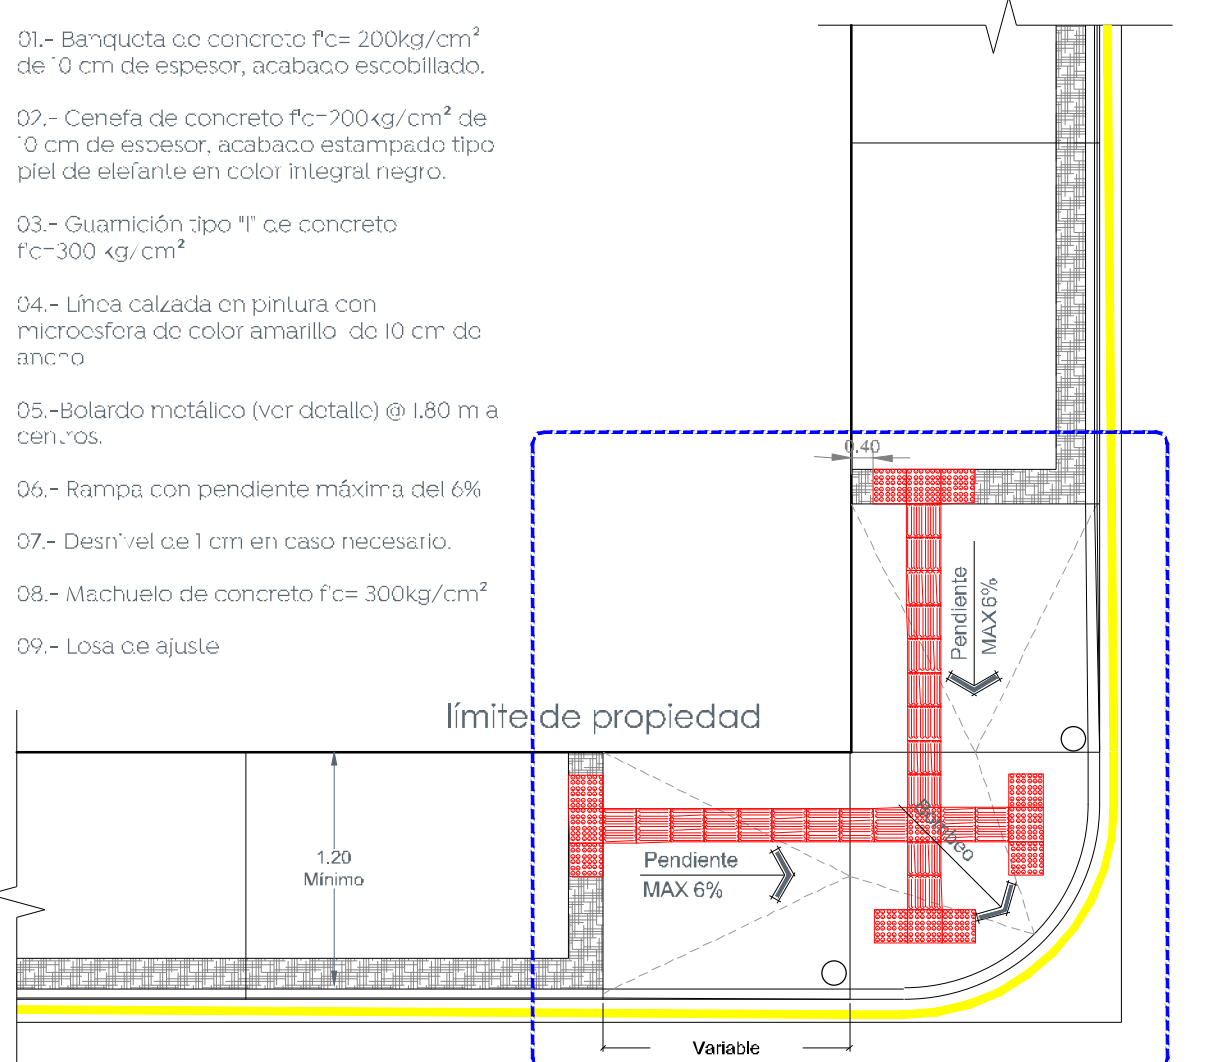 01.- Banqueta de concreto f'c= 200kg/cm²
de 10 cm de espesor, acabado escobillado.
02.- Cenefa de concreto f'c=200kg/cm² de
10 cm de espesor, acabado estampado tipo
piel de elefante en color integral negro.
03.- Guarnición tipo "I" de concreto
f'c=300 kg/cm²
04.- Línea calzada en pintura con
microesfera de color amarillo de 10 cm de
ancho
05.-Bolardo metálico (ver detalle) @ 1.80 m a
centros.
06.- Rampa con pendiente máxima del 6%
07.- Desnivel de 1 cm en caso necesario.
08.- Machuelo de concreto f'c= 300kg/cm²
09.- Losa de ajuste
0.40
Pendiente
MAX 6%
límite de propiedad
Bombeo
1.20
Mínimo
Pendiente
MAX 6%
Variable